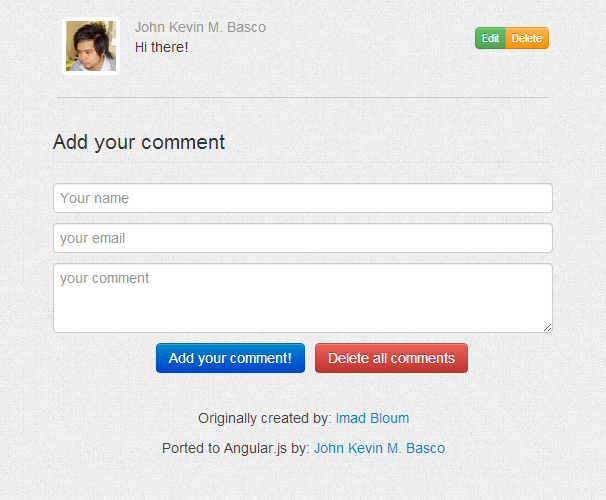 John Kevin M. Basco
Hi there!
Edit Delete
Add your comment
Your name
your email
your comment
Add your comment! Delete all comments
Originally created by: Imad Bloum
Ported to Angular.js by: John Kevin M. Basco